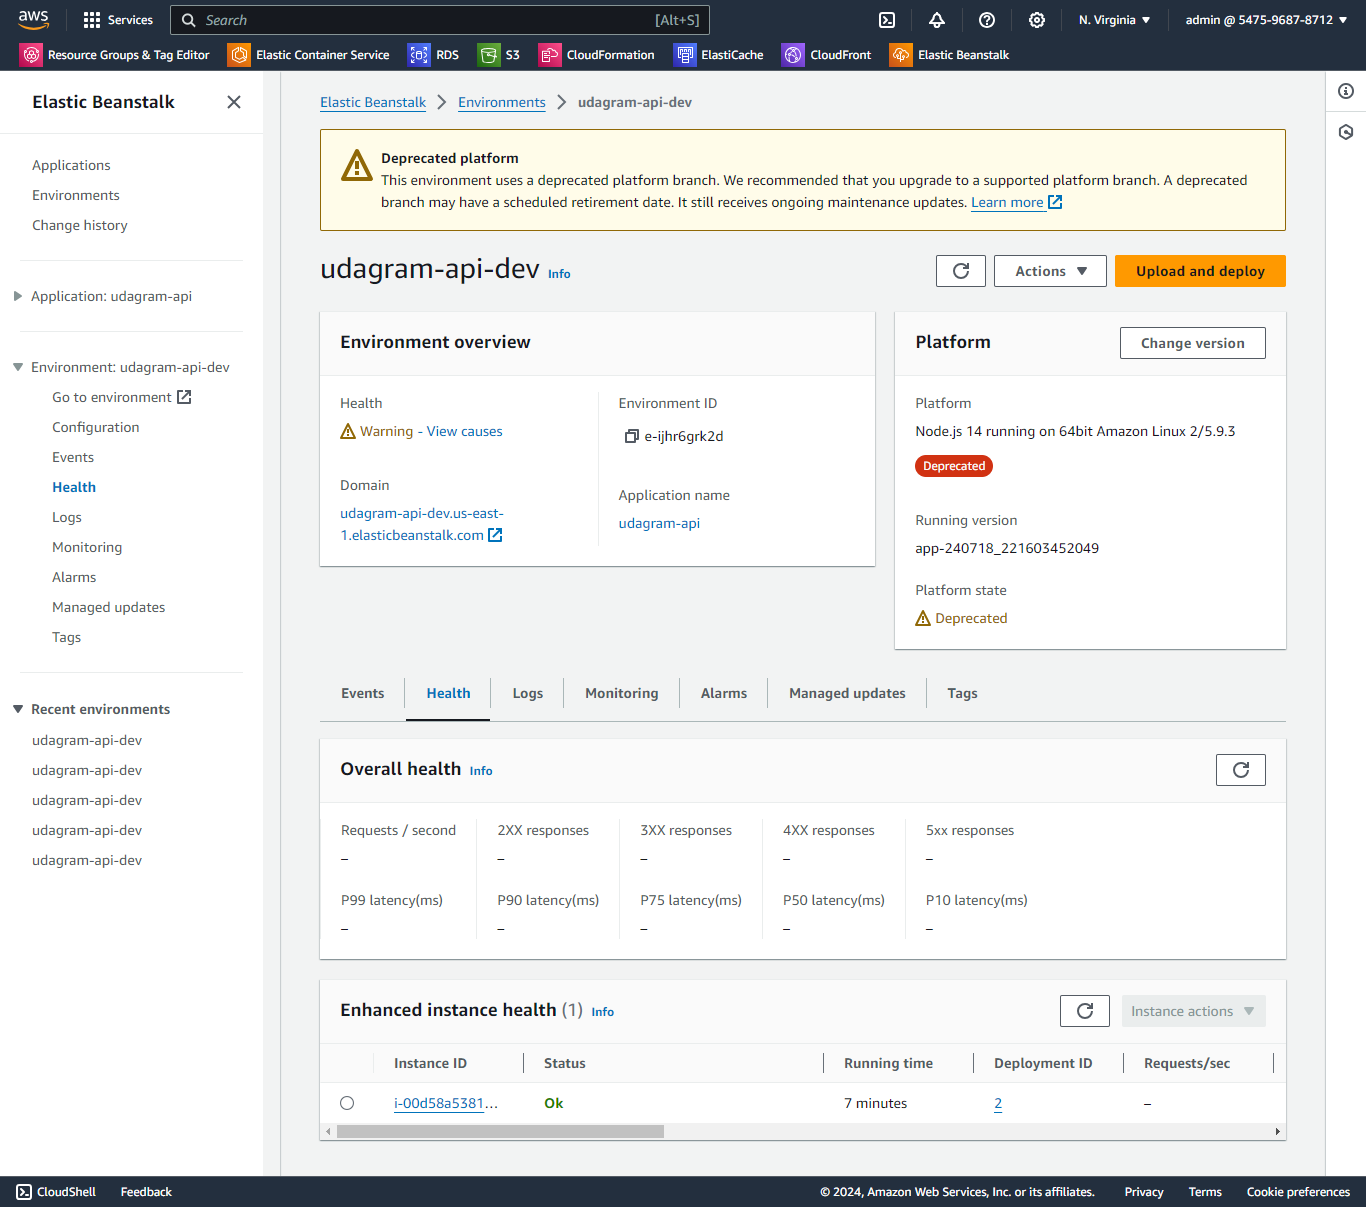 aws
Services
Search
[Alt+S]
N. Virginia
admin @ 5475-9687-8712
Resource Groups & Tag Editor
Elastic Container Service
RDS
S3
CloudFormation
ElastiCache
CloudFront
Elastic Beanstalk
Elastic Beanstalk
Applications
Environments
Change history
Application: udagram-api
Environment: udagram-api-dev
Go to environment
Configuration
Events
Health
Logs
Monitoring
Alarms
Managed updates
Tags
Recent environments
udagram-api-dev
udagram-api-dev
udagram-api-dev
udagram-api-dev
udagram-api-dev
Elastic Beanstalk
Environments
udagram-api-dev
Deprecated platform
This environment uses a deprecated platform branch. We recommended that you upgrade to a supported platform branch. A deprecated
branch may have a scheduled retirement date. It still receives ongoing maintenance updates. Learn more
udagram-api-dev Info
Actions
Upload and deploy
Environment overview
Health
Warning - View causes
Domain
udagram-api-dev.us-east-
1.elasticbeanstalk.com
Environment ID
e-ijhr6grk2d
Application name
udagram-api
Platform
Change version
Platform
Node.js 14 running on 64bit Amazon Linux 2/5.9.3
Deprecated
Running version
app-240718_221603452049
Platform state
Deprecated
Events
Health
Logs
Monitoring
Alarms
Managed updates
Tags
Overall health Info
Requests / second
–
2XX responses
–
3XX responses
–
4XX responses
–
5xx responses
–
P99 latency(ms)
–
P90 latency(ms)
–
P75 latency(ms)
–
P50 latency(ms)
–
P10 latency(ms)
–
Enhanced instance health (1) Info
Instance actions
Instance ID
Status
Running time
Deployment ID
Requests/sec
i-00d58a5381...
Ok
7 minutes
2
–
CloudShell
Feedback
© 2024, Amazon Web Services, Inc. or its affiliates.
Privacy
Terms
Cookie preferences